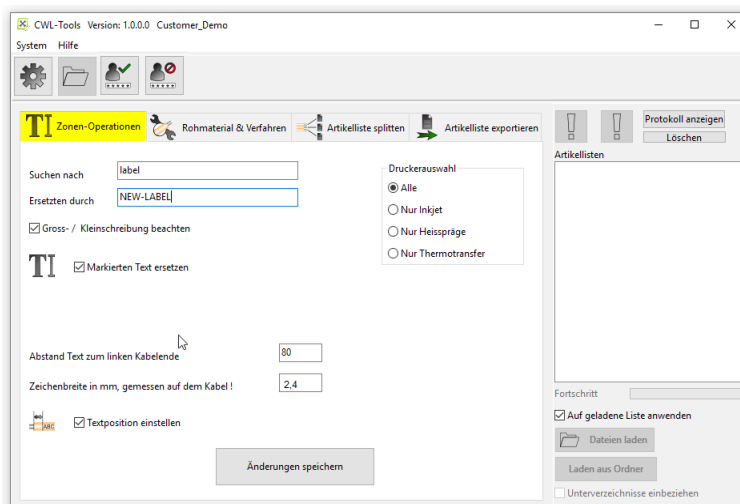 CWL-Tools Version: 1.0.0.0 Customer_Demo
System Hilfe
Zonen-Operationen
Rohmaterial & Verfahren
Artikelliste splitten
Artikelliste exportieren
Protokoll anzeigen
Löschen
Artikellisten
Suchen nach
label
Ersetzten durch
NEW-LABEL
Gross- / Kleinschreibung beachten
TI
Markierten Text ersetzen
Druckerauswahl
Alle
Nur Inkjet
Nur Heisspräge
Nur Thermotransfer
Abstand Text zum linken Kabelende
80
Zeichenbreite in mm, gemessen auf dem Kabel !
2,4
ABC
Textposition einstellen
Änderungen speichern
Fortschritt
Auf geladene Liste anwenden
Dateien laden
Laden aus Ordner
Unterverzeichnisse einbeziehen